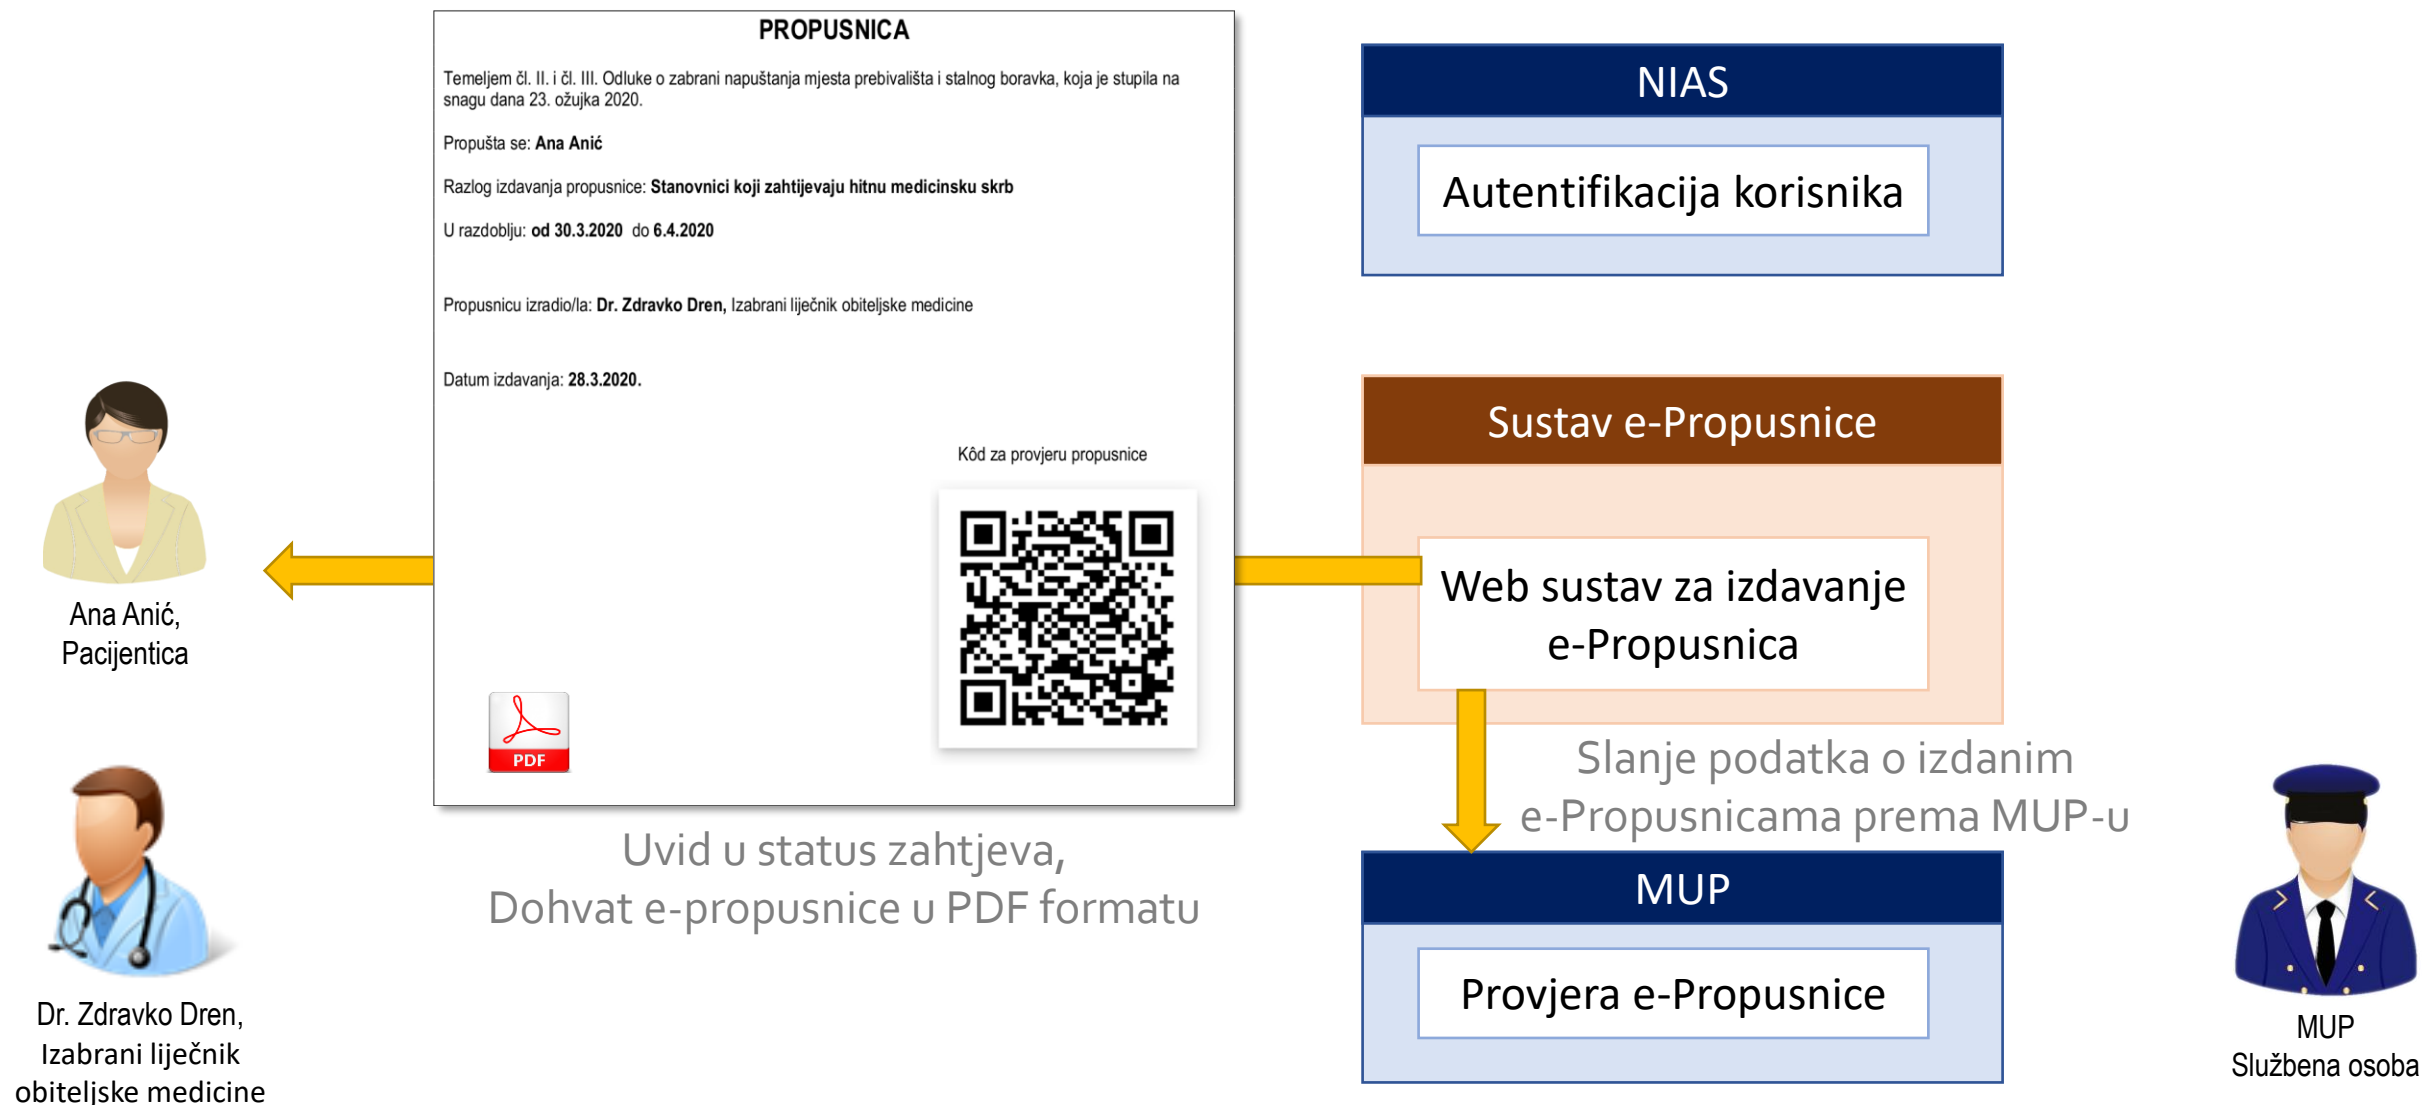 PROPUSNICA
Temeljem čl. II. i čl. III. Odluke o zabrani napuštanja mjesta prebivališta i stalnog boravka, koja je stupila na
snagu dana 23. ožujka 2020.
Propušta se: Ana Anić
Razlog izdavanja propusnice: Stanovnici koji zahtijevaju hitnu medicinsku skrb
U razdoblju: od 30.3.2020 do 6.4.2020
Propusnicu izradio/la: Dr. Zdravko Dren, Izabrani liječnik obiteljske medicine
Datum izdavanja: 28.3.2020.
Kôd za provjeru propusnice
PDF
Ana Anić,
Pacijentica
Dr. Zdravko Dren,
Izabrani liječnik
obiteljske medicine
Uvid u status zahtjeva,
Dohvat e-propusnice u PDF formatu
NIAS
Autentifikacija korisnika
Sustav e-Propusnice
Web sustav za izdavanje
e-Propusnica
Slanje podatka o izdanim
e-Propusnicama prema MUP-u
MUP
Provjera e-Propusnice
MUP
Službena osoba